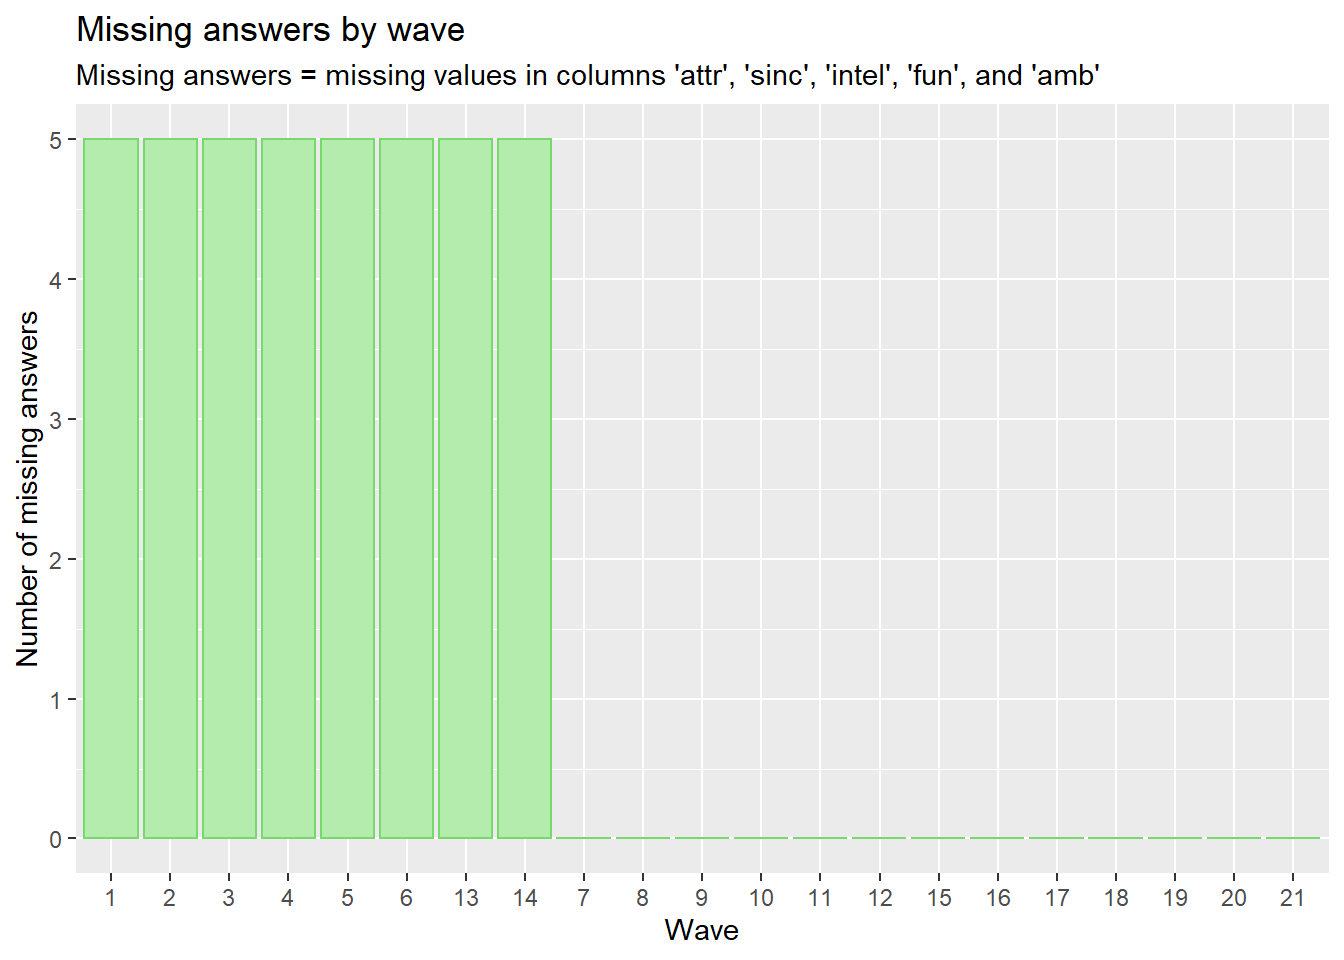 Missing answers by wave
Missing answers = missing values in columns 'attr', 'sinc', 'intel', 'fun', and 'amb'
Number of missing answers
5
4
3
2
1
0
1 2 3 4 5 6 13 14 7 8 9 10 11 12 15 16 17 18 19 20 21
Wave